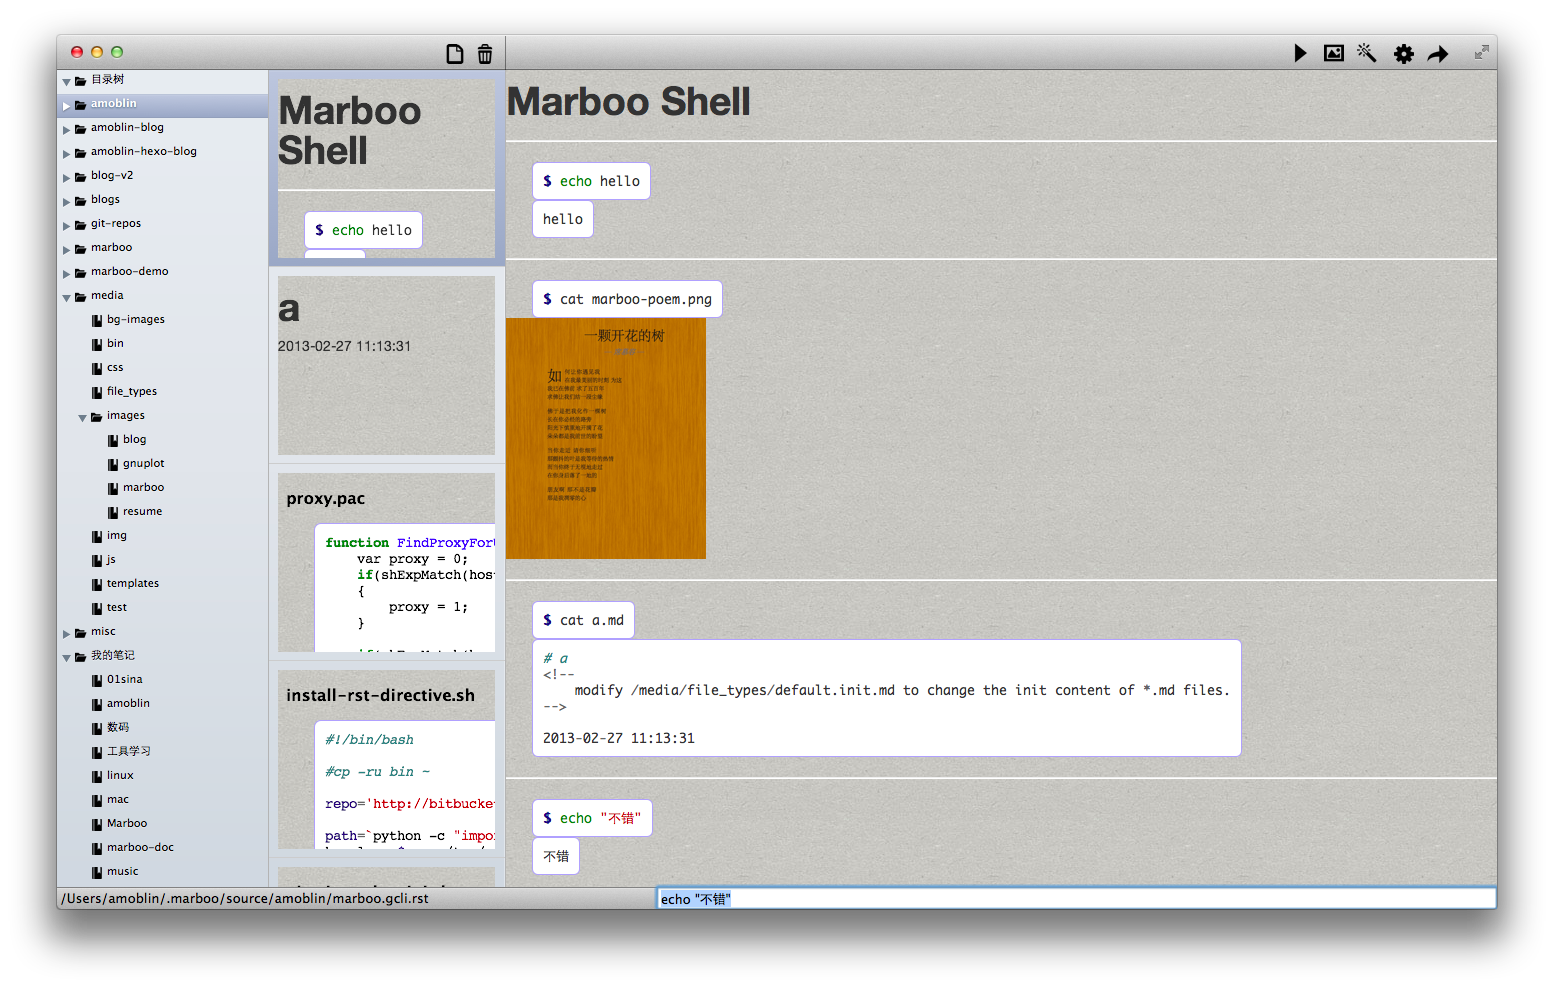 目录树
amoblin
amoblin-blog
amoblin-hexo-blog
blog-v2
blogs
git-repos
marboo
marboo-demo
media
bg-images
bin
css
file_types
images
blog
gnuplot
marboo
resume
img
js
templates
test
misc
我的笔记
01sina
amoblin
数码
工具学习
linux
mac
Marboo
marboo-doc
music
Marboo
Shell
$ echo hello
a
2013-02-27 11:13:31
proxy.pac
function FindProxyFor
var proxy = 0;
if(shExpMatch(host
{
proxy = 1;
}
install-rst-directive.sh
#!/bin/bash
#cp -ru bin ~
repo='http://bitbucke
path=`python -c "impo
Marboo Shell
$ echo hello
hello
$ cat marboo-poem.png
一颗开花的树
如
$ cat a.md
# a
<!--
modify /media/file_types/default.init.md to change the init content of *.md files.
-->
2013-02-27 11:13:31
$ echo "不错"
不错
/Users/amoblin/.marboo/source/amoblin/marboo.gcli.rst
echo "不错"